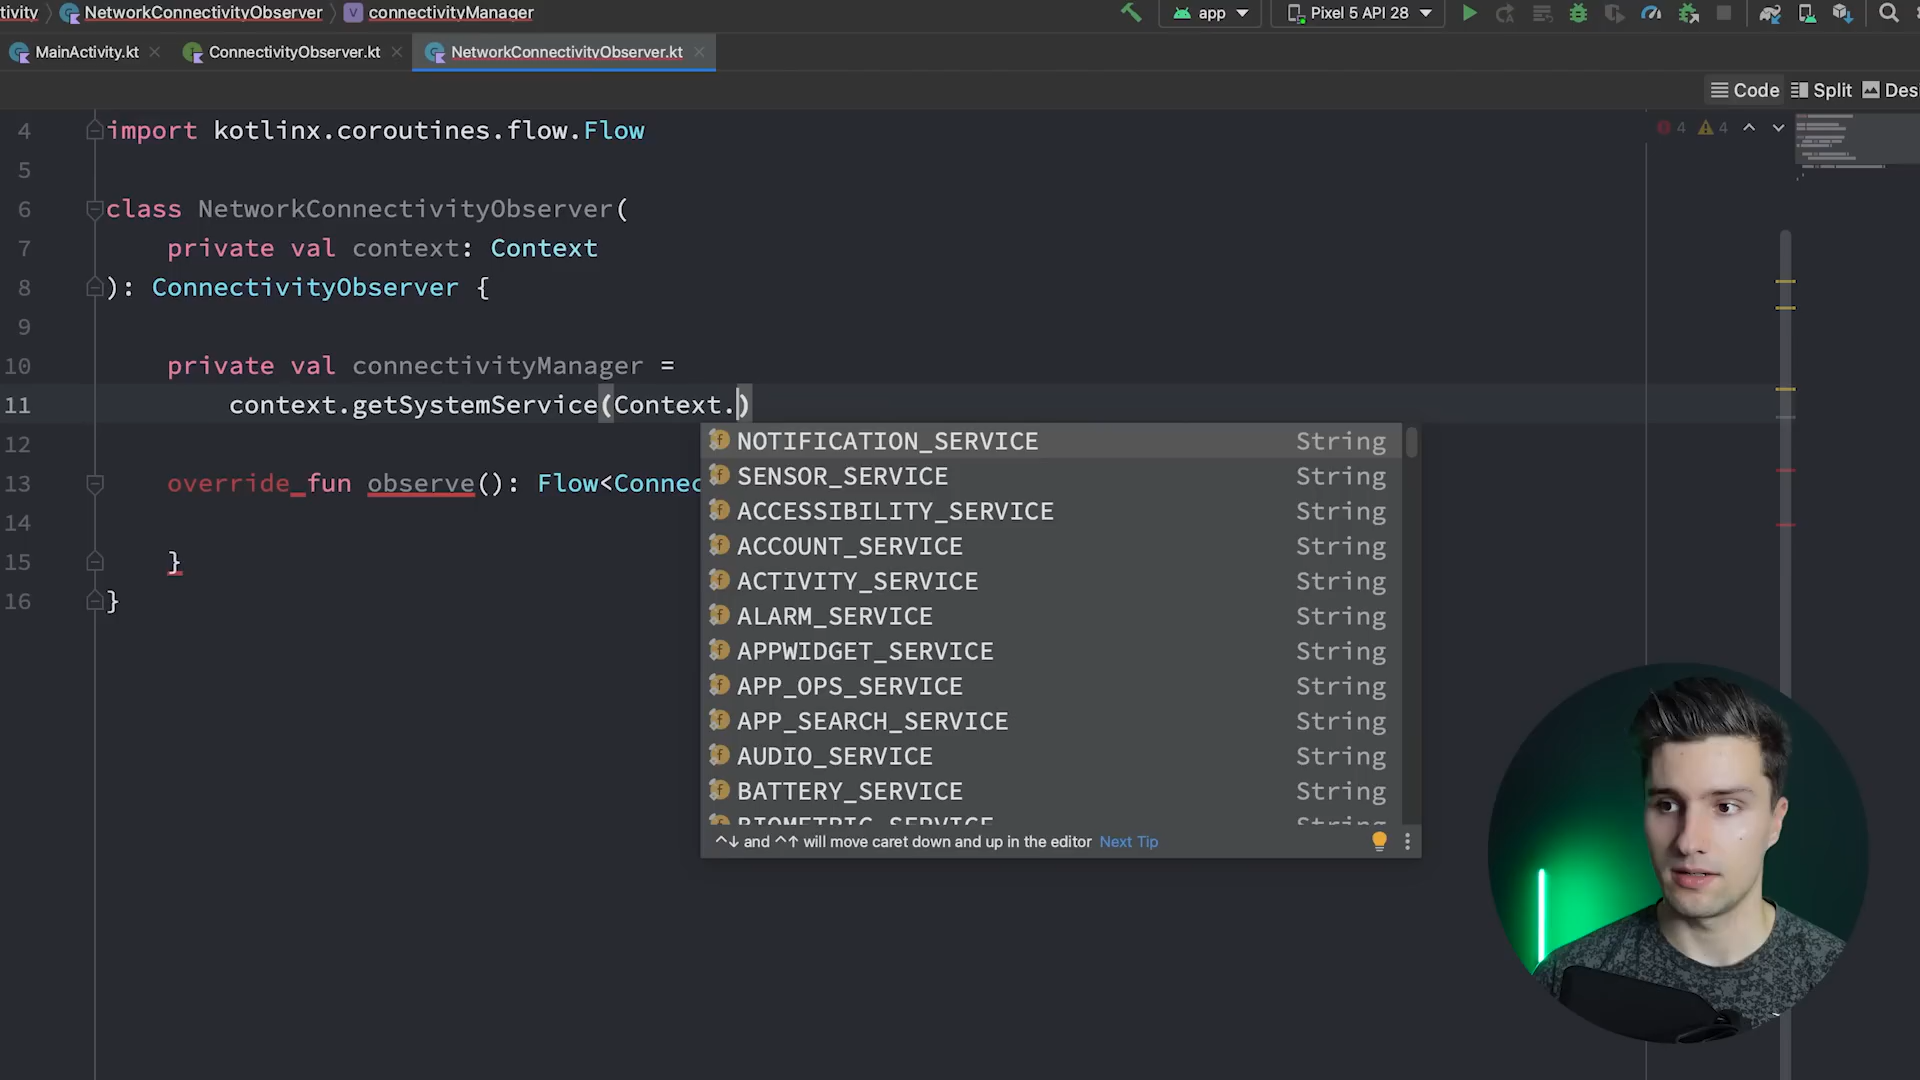 tivity
NetworkConnectivityObserver
connectivityManager
app
Pixel 5 API 28
MainActivity.kt
ConnectivityObserver.kt
NetworkConnectivityObserver.kt
Code
Split
Desi
4
4
4 import kotlinx.coroutines.flow.Flow
5
6 class NetworkConnectivityObserver(
7 private val context: Context
8 ): ConnectivityObserver {
9
10 private val connectivityManager =
11 context.getSystemService(Context.)
12
13 override fun observe(): Flow<Connec
14
15 }
16 }
NOTIFICATION_SERVICE String
SENSOR_SERVICE String
ACCESSIBILITY_SERVICE String
ACCOUNT_SERVICE String
ACTIVITY_SERVICE String
ALARM_SERVICE String
APPWIDGET_SERVICE String
APP_OPS_SERVICE String
APP_SEARCH_SERVICE String
AUDIO_SERVICE String
BATTERY_SERVICE String
BIOMETRIC_SERVICE String
^↓ and ^↑ will move caret down and up in the editor Next Tip